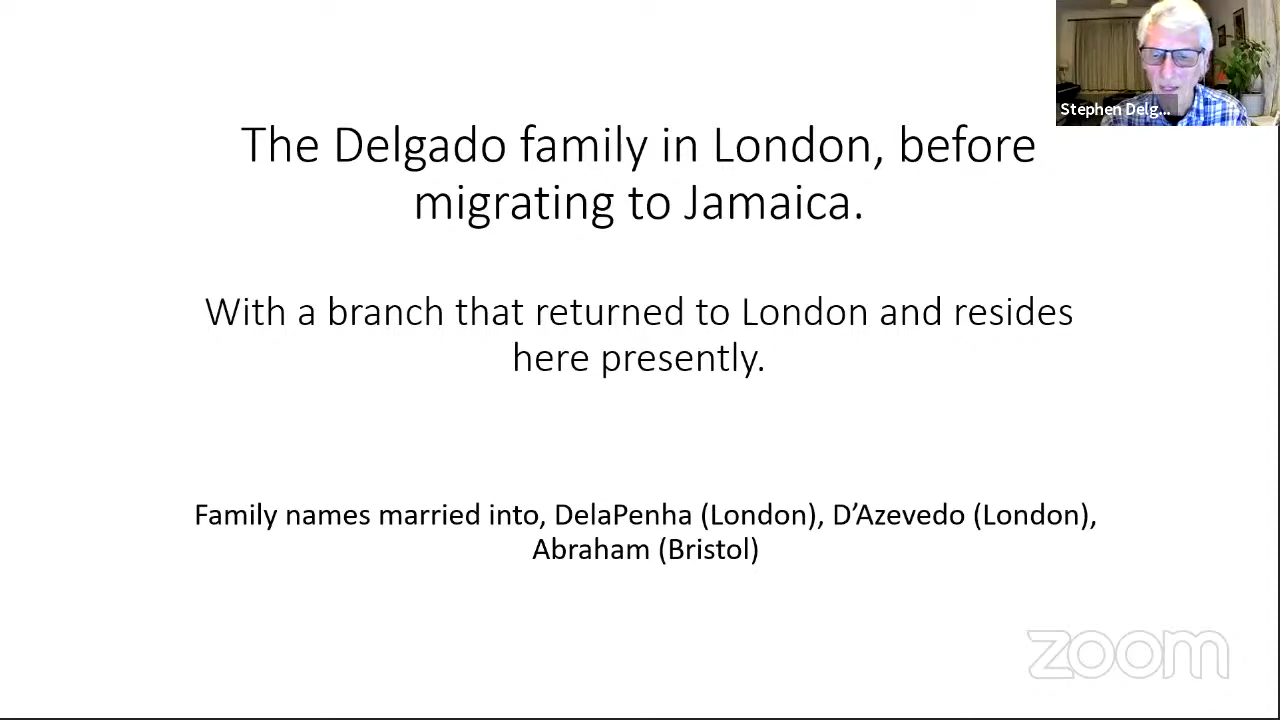 Stephen Delg...
The Delgado family in London, before
migrating to Jamaica.
With a branch that returned to London and resides
here presently.
Family names married into, DelaPenha (London), D’Azevedo (London),
Abraham (Bristol)
zoom